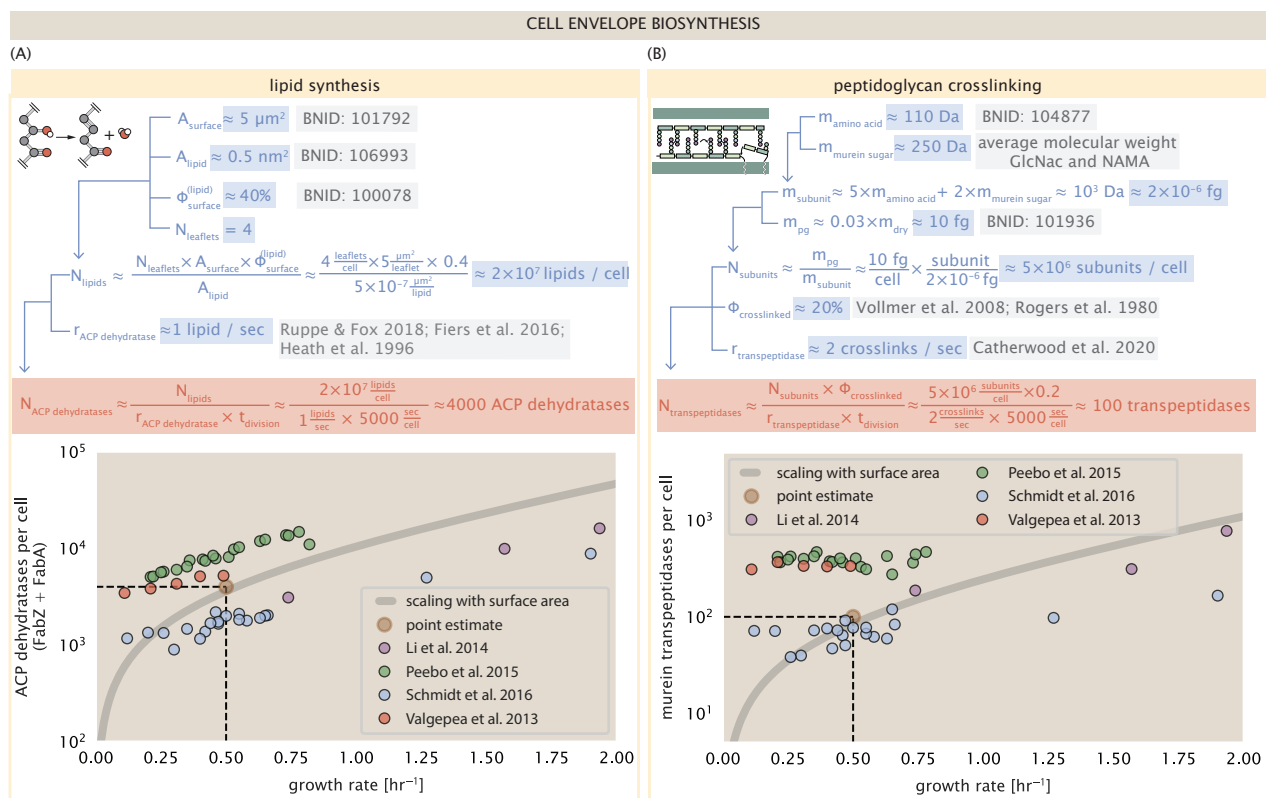 CELL ENVELOPE BIOSYNTHESIS
(A)
lipid synthesis
A_surface ≈ 5 µm² BNID: 101792
A_lipid ≈ 0.5 nm² BNID: 106993
Φ_surface^(lipid) ≈ 40% BNID: 100078
N_leaflets = 4
N_lipids ≈ (N_leaflets × A_surface × Φ_surface^(lipid)) / A_lipid ≈ (4 leaflets/cell × 5 µm²/leaflet × 0.4) / (5×10⁻⁷ µm²/lipid) ≈ 2×10⁷ lipids / cell
r_ACP dehydratase ≈1 lipid / sec Ruppe & Fox 2018; Fiers et al. 2016;
Heath et al. 1996
N_ACP dehydratases ≈ N_lipids / (r_ACP dehydratase × t_division) ≈ (2×10⁷ lipids/cell) / (1 lipids/sec × 5000 sec/cell) ≈4000 ACP dehydratases
ACP dehydratases per cell
(FabZ + FabA)
10⁵
10⁴
10³
10²
scaling with surface area
point estimate
Li et al. 2014
Peebo et al. 2015
Schmidt et al. 2016
Valgepea et al. 2013
0.00 0.25 0.50 0.75 1.00 1.25 1.50 1.75 2.00
growth rate [hr⁻¹]
(B)
peptidoglycan crosslinking
m_amino acid ≈ 110 Da BNID: 104877
m_murein sugar ≈ 250 Da average molecular weight
GlcNac and NAMA
m_subunit ≈ 5×m_amino acid + 2×m_murein sugar ≈ 10³ Da ≈ 2×10⁻⁶ fg
m_pg ≈ 0.03×m_dry ≈ 10 fg BNID: 101936
N_subunits ≈ m_pg / m_subunit ≈ 10 fg/cell × subunit/2×10⁻⁶ fg ≈ 5×10⁶ subunits / cell
Φ_crosslinked ≈ 20% Vollmer et al. 2008; Rogers et al. 1980
r_transpeptidase ≈ 2 crosslinks / sec Catherwood et al. 2020
N_transpeptidases ≈ (N_subunits × Φ_crosslinked) / (r_transpeptidase × t_division) ≈ (5×10⁶ subunits/cell ×0.2) / (2 crosslinks/sec × 5000 sec/cell) ≈ 100 transpeptidases
murein transpeptidases per cell
10³
10²
10¹
scaling with surface area
point estimate
Li et al. 2014
Peebo et al. 2015
Schmidt et al. 2016
Valgepea et al. 2013
0.00 0.25 0.50 0.75 1.00 1.25 1.50 1.75 2.00
growth rate [hr⁻¹]